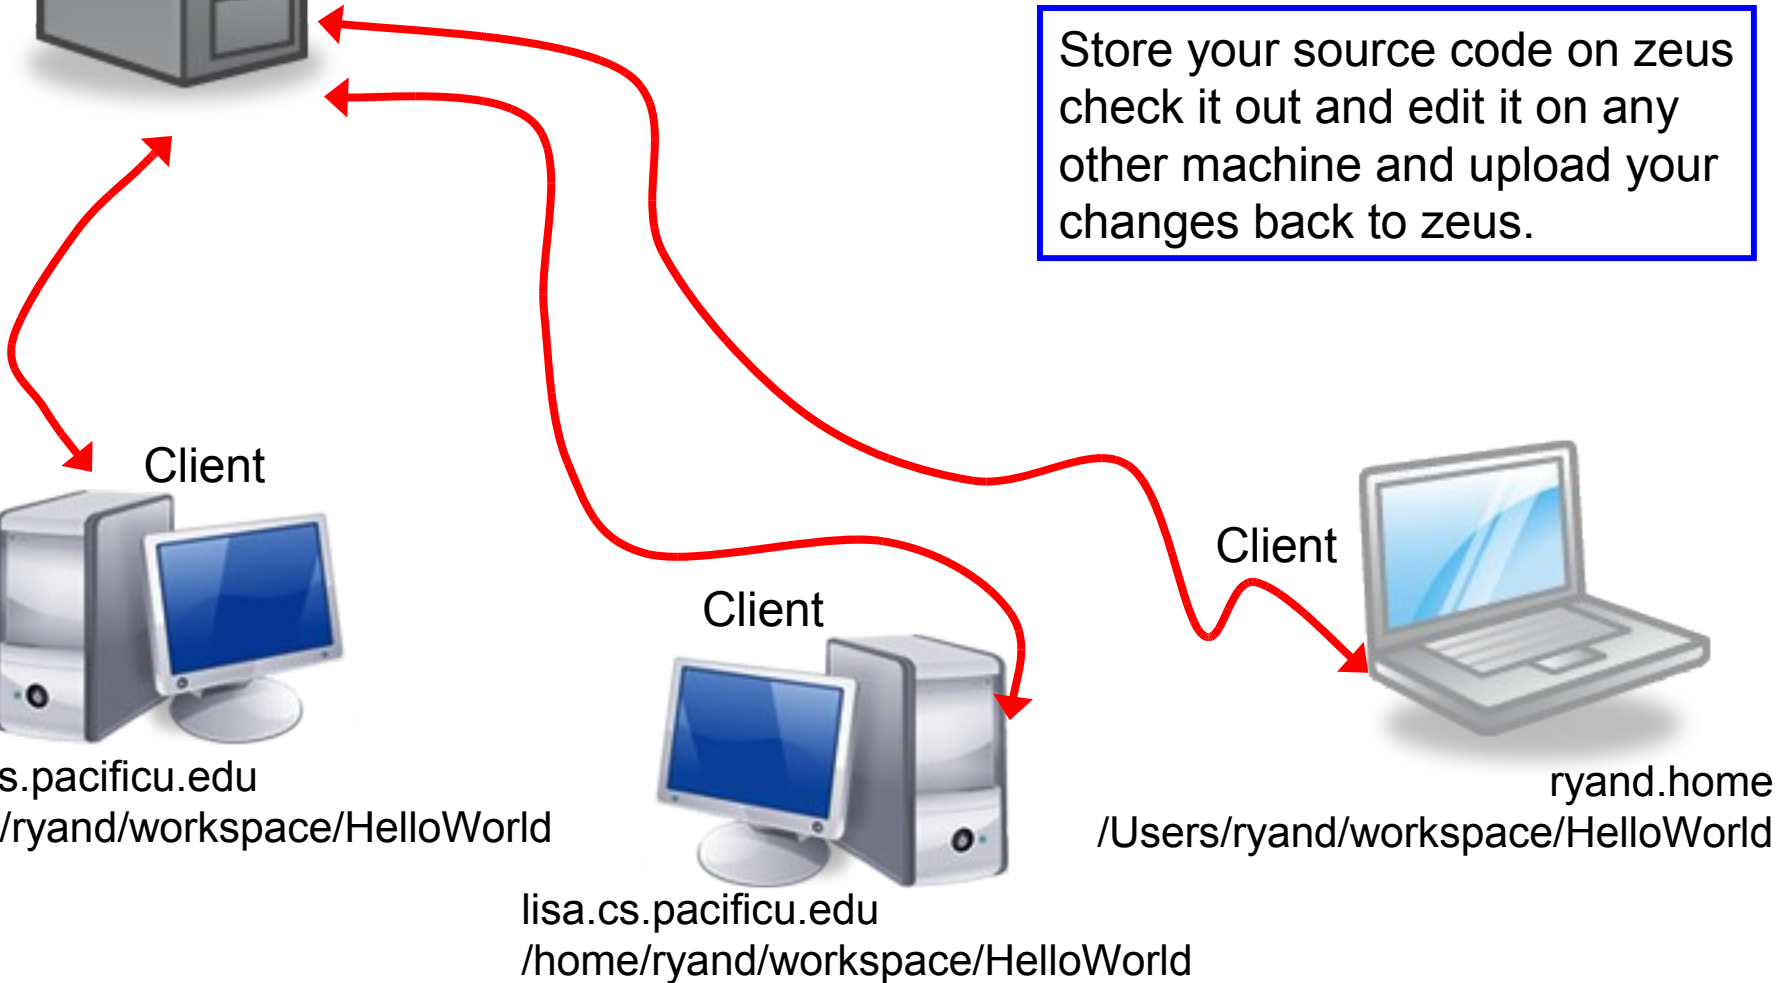 Store your source code on zeus
check it out and edit it on any
other machine and upload your
changes back to zeus.
Client
Client
Client
s.pacificu.edu
/ryand/workspace/HelloWorld
ryand.home
/Users/ryand/workspace/HelloWorld
lisa.cs.pacificu.edu
/home/ryand/workspace/HelloWorld